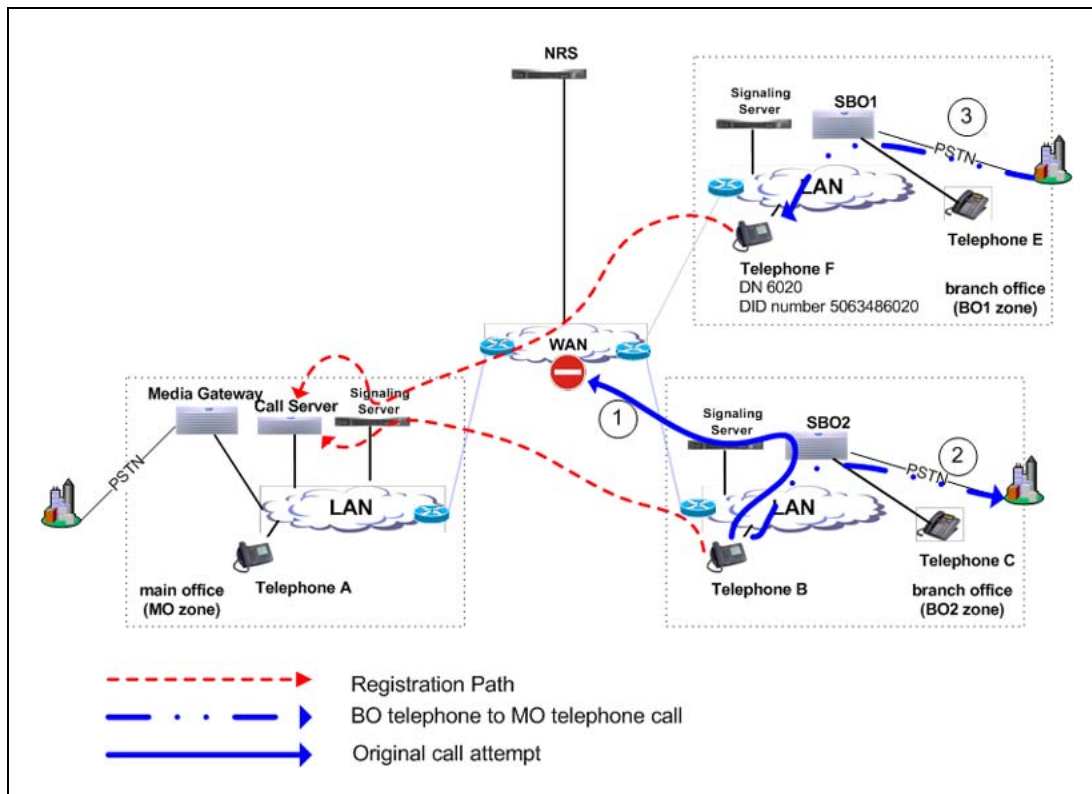 NRS
Signaling
Server
SBO1
3
PSTN
LAN
Telephone E
Telephone F
DN 6020
DID number 5063486020
branch office
(BO1 zone)
WAN
Media Gateway
Call Server
Signaling
Server
PSTN
LAN
Telephone A
main office
(MO zone)
1
Signaling
Server
SBO2
2
PSTN
LAN
Telephone C
Telephone B
branch office
(BO2 zone)
Registration Path
BO telephone to MO telephone call
Original call attempt